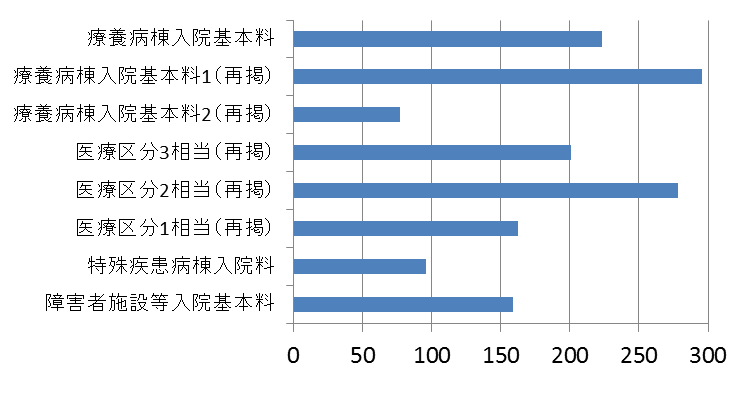 療養病棟入院基本料
療養病棟入院基本料1（再掲）
療養病棟入院基本料2（再掲）
医療区分3相当（再掲）
医療区分2相当（再掲）
医療区分1相当（再掲）
特殊疾患病棟入院料
障害者施設等入院基本料
0 50 100 150 200 250 300